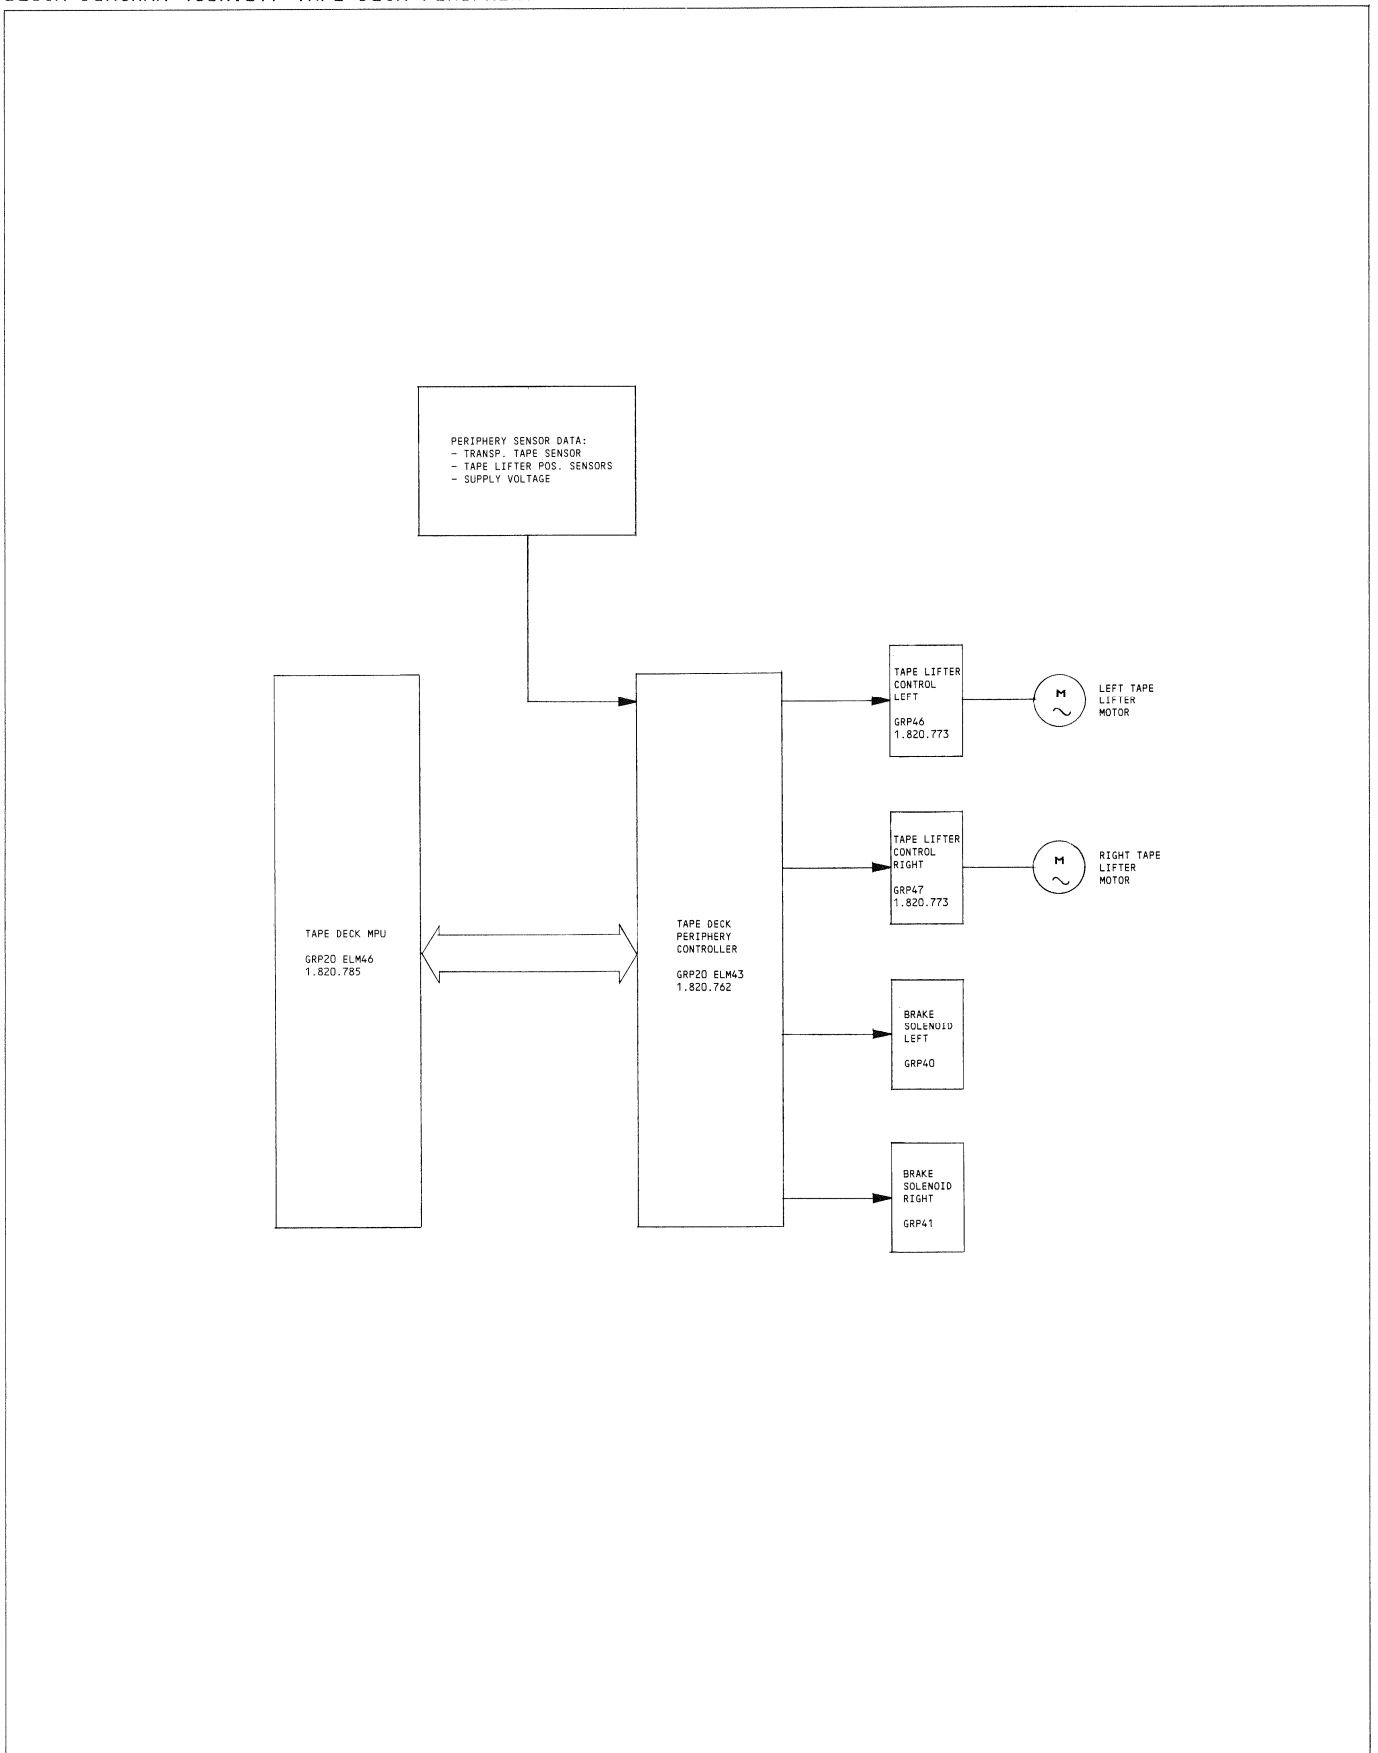 PERIPHERY SENSOR DATA:
- TRANSP. TAPE SENSOR
- TAPE LIFTER POS. SENSORS
- SUPPLY VOLTAGE
TAPE LIFTER
CONTROL
LEFT
GRP46
1.820.773
M
LEFT TAPE
LIFTER
MOTOR
TAPE LIFTER
CONTROL
RIGHT
GRP47
1.820.773
M
RIGHT TAPE
LIFTER
MOTOR
TAPE DECK MPU
GRP20 ELM46
1.820.785
TAPE DECK
PERIPHERY
CONTROLLER
GRP20 ELM43
1.820.762
BRAKE
SOLENOID
LEFT
GRP40
BRAKE
SOLENOID
RIGHT
GRP41